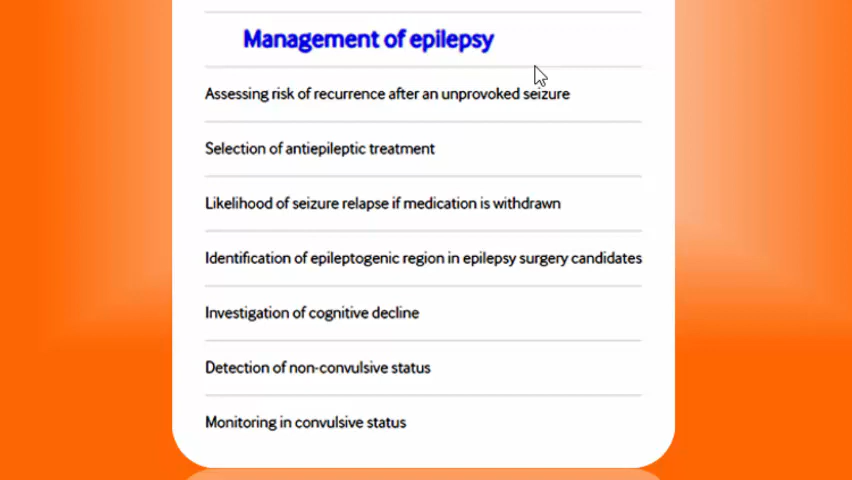 Management of epilepsy
Assessing risk of recurrence after an unprovoked seizure
Selection of antiepileptic treatment
Likelihood of seizure relapse if medication is withdrawn
Identification of epileptogenic region in epilepsy surgery candidates
Investigation of cognitive decline
Detection of non-convulsive status
Monitoring in convulsive status